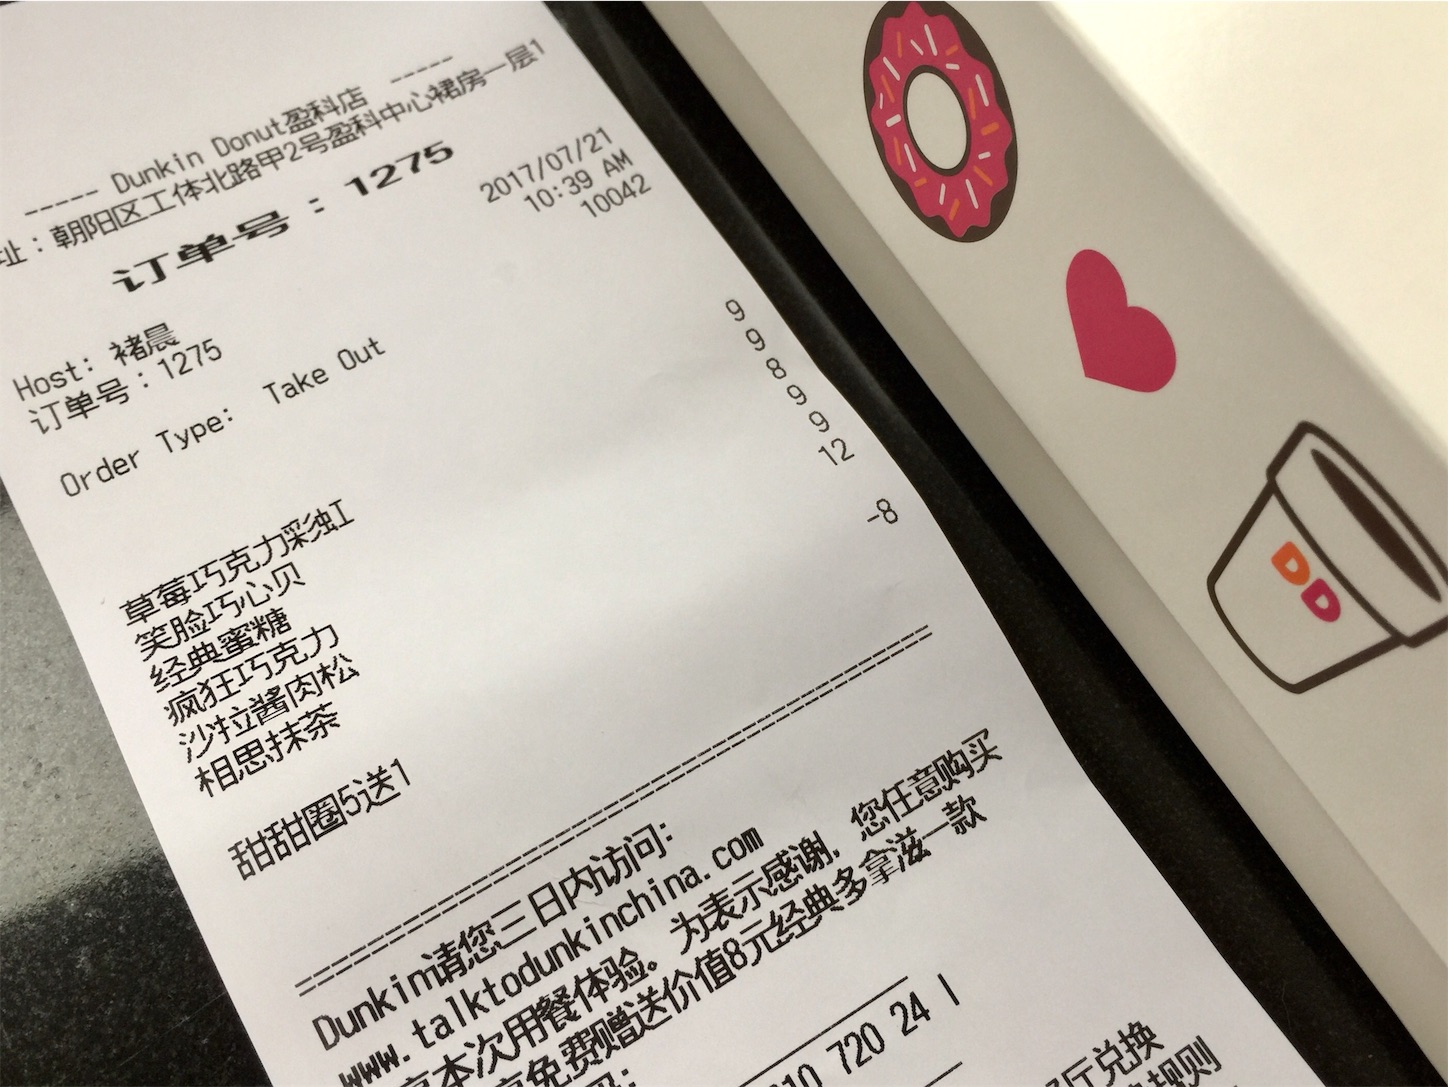 ------ Dunkin Donut盈科店 ------
址：朝阳区工体北路甲2号盈科中心裙房一层1
订单号：1275
2017/07/21
10:39 AM
10042
Host: 褚晨
订单号：1275
Order Type: Take Out
草莓巧克力彩虹 9
笑脸巧心贝 9
经典蜜糖 8
疯狂巧克力 9
沙拉酱肉松 9
相思抹茶 12
甜甜圈5送1 -8
Dunkin请您三日内访问：
www.talktodunkinchina.com
本次用餐体验。为表示感谢，您任意购买
免费赠送价值8元经典多拿滋一款
720 24
厅兑换
规则
DD